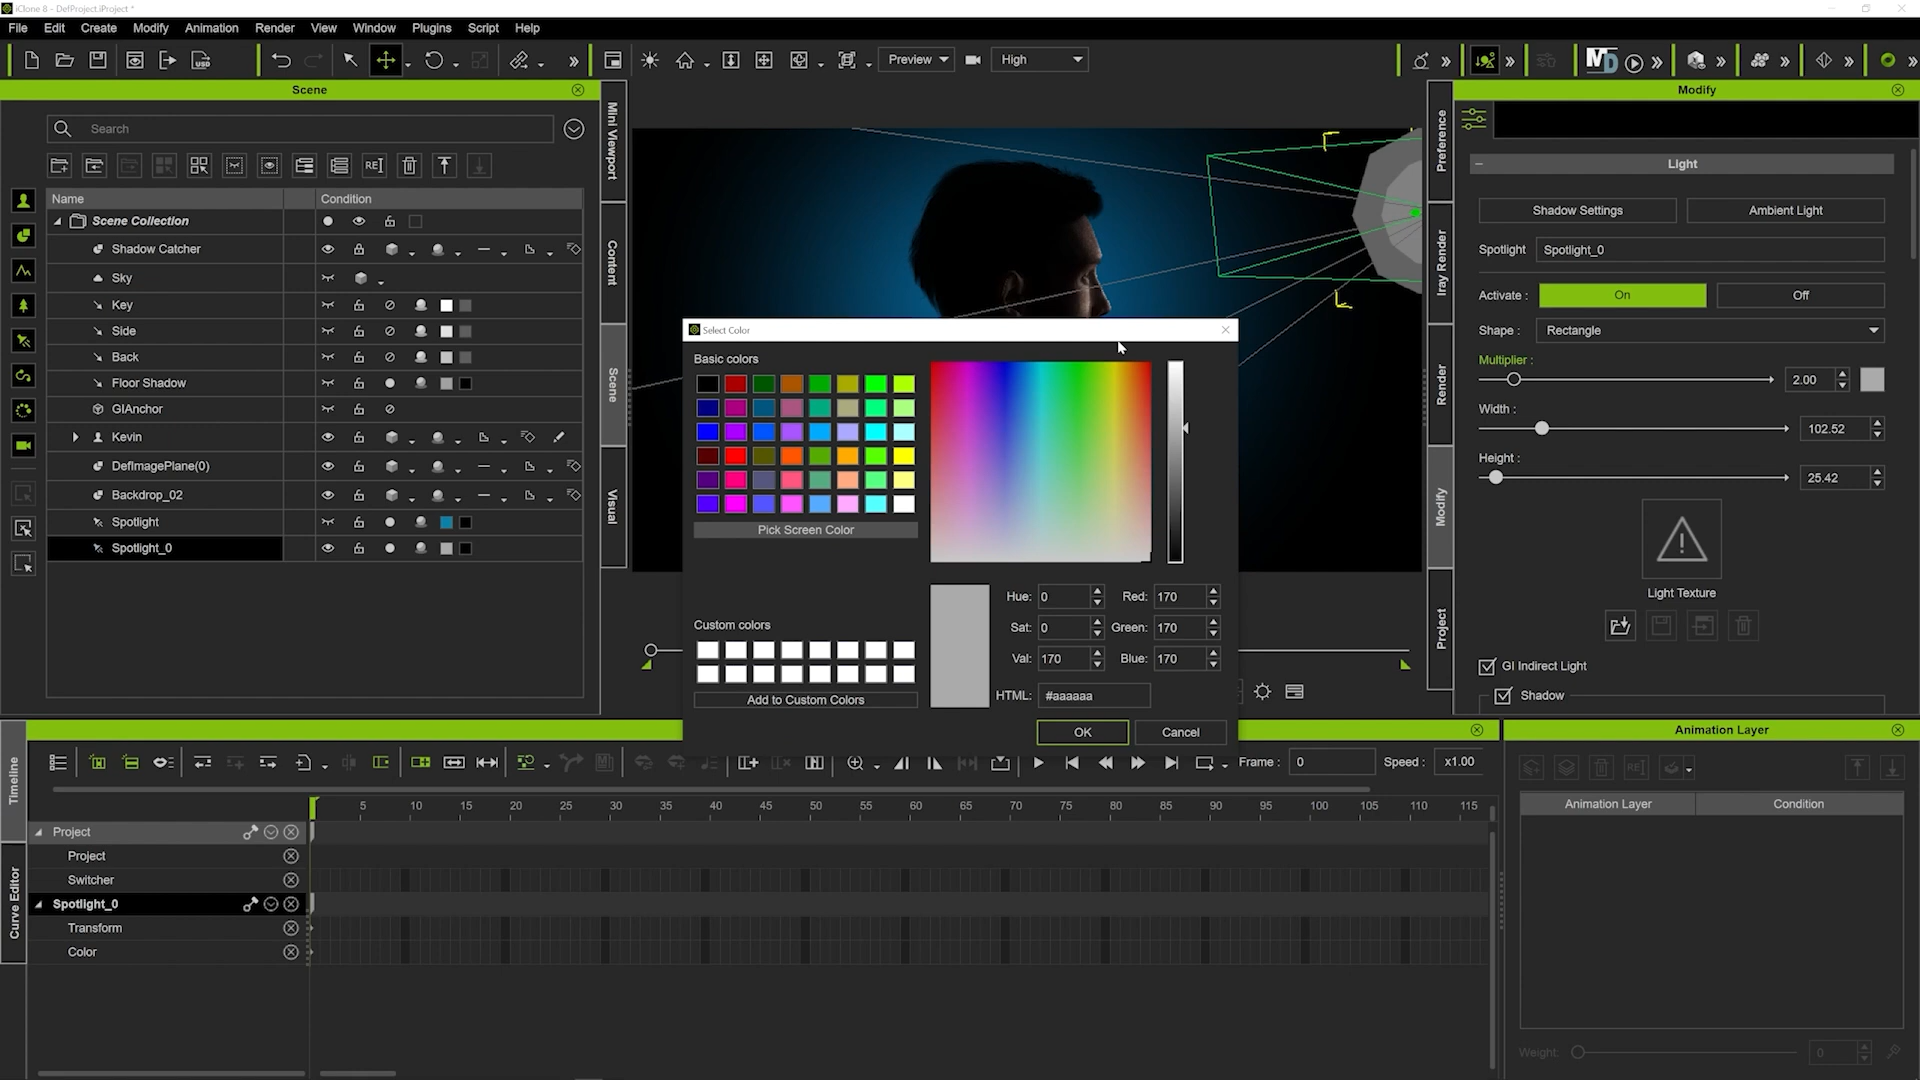 iClone 8 - DefProject.iProject *
File Edit Create Modify Animation Render View Window Plugins Script Help
Preview High
Scene
Modify
Search
Name Condition
Scene Collection
Shadow Catcher
Sky
Key
Side
Back
Floor Shadow
GIAnchor
Kevin
DefImagePlane(0)
Backdrop_02
Spotlight
Spotlight_0
Mini Viewport
Content
Scene
Visual
Preference
Iray Render
Render
Modify
Project
Select Color
Basic colors
Pick Screen Color
Custom colors
Add to Custom Colors
Hue: 0 Red: 170
Sat: 0 Green: 170
Val: 170 Blue: 170
HTML: #aaaaaa
OK Cancel
Light
Shadow Settings Ambient Light
Spotlight Spotlight_0
Activate : On Off
Shape : Rectangle
Multiplier :
2.00
Width :
102.52
Height :
25.42
Light Texture
GI Indirect Light
Shadow
Timeline
Curve Editor
REI
USD
MD
Frame : 0 Speed : x1.00
5 10 15 20 25 30 35 40 45 50 55 60 65 70 75 80 85 90 95 100 105 110 115
Project
Project
Switcher
Spotlight_0
Transform
Color
Animation Layer
REI
Animation Layer Condition
Weight: 0